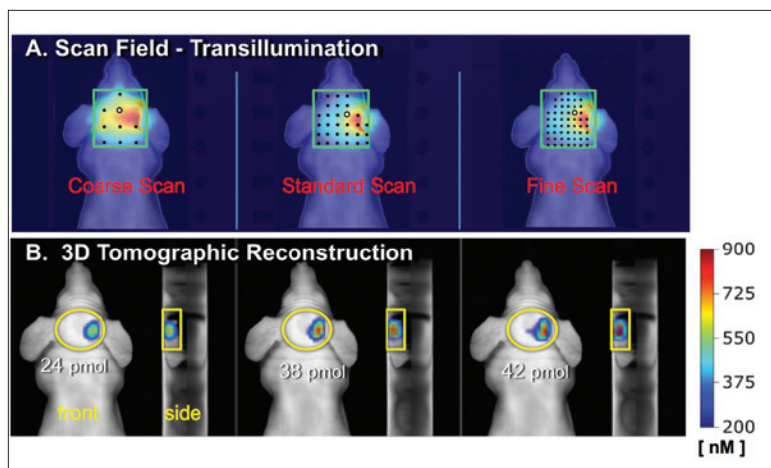 A. Scan Field - Transillumination
Coarse Scan
Standard Scan
Fine Scan
B. 3D Tomographic Reconstruction
24 pmol
38 pmol
42 pmol
front
side
900
725
550
375
200
[ nM ]